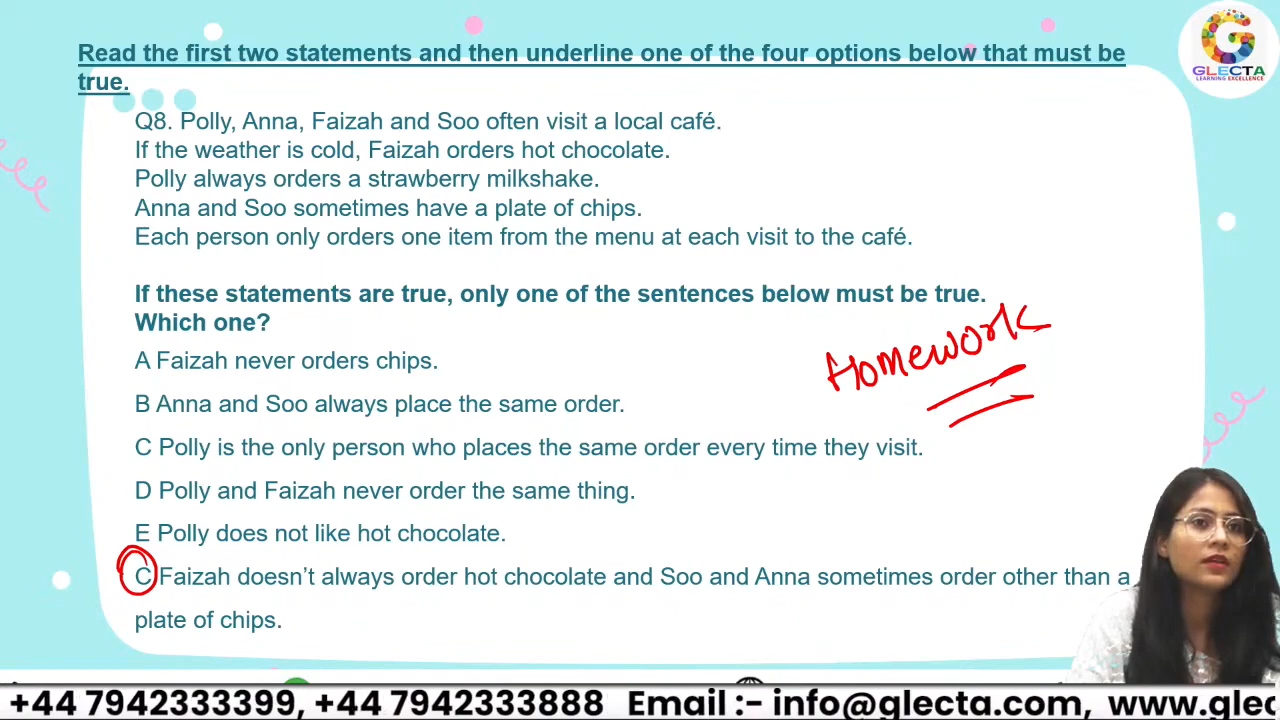 Read the first two statements and then underline one of the four options below that must be
true.
GLECTA
LEARNING EXCELLENCE
Q8. Polly, Anna, Faizah and Soo often visit a local café.
If the weather is cold, Faizah orders hot chocolate.
Polly always orders a strawberry milkshake.
Anna and Soo sometimes have a plate of chips.
Each person only orders one item from the menu at each visit to the café.
If these statements are true, only one of the sentences below must be true.
Which one?
Homework
A Faizah never orders chips.
B Anna and Soo always place the same order.
C Polly is the only person who places the same order every time they visit.
D Polly and Faizah never order the same thing.
E Polly does not like hot chocolate.
C Faizah doesn’t always order hot chocolate and Soo and Anna sometimes order other than a
plate of chips.
+44 7942333399, +44 7942333888 Email :- info@glecta.com, www.glec